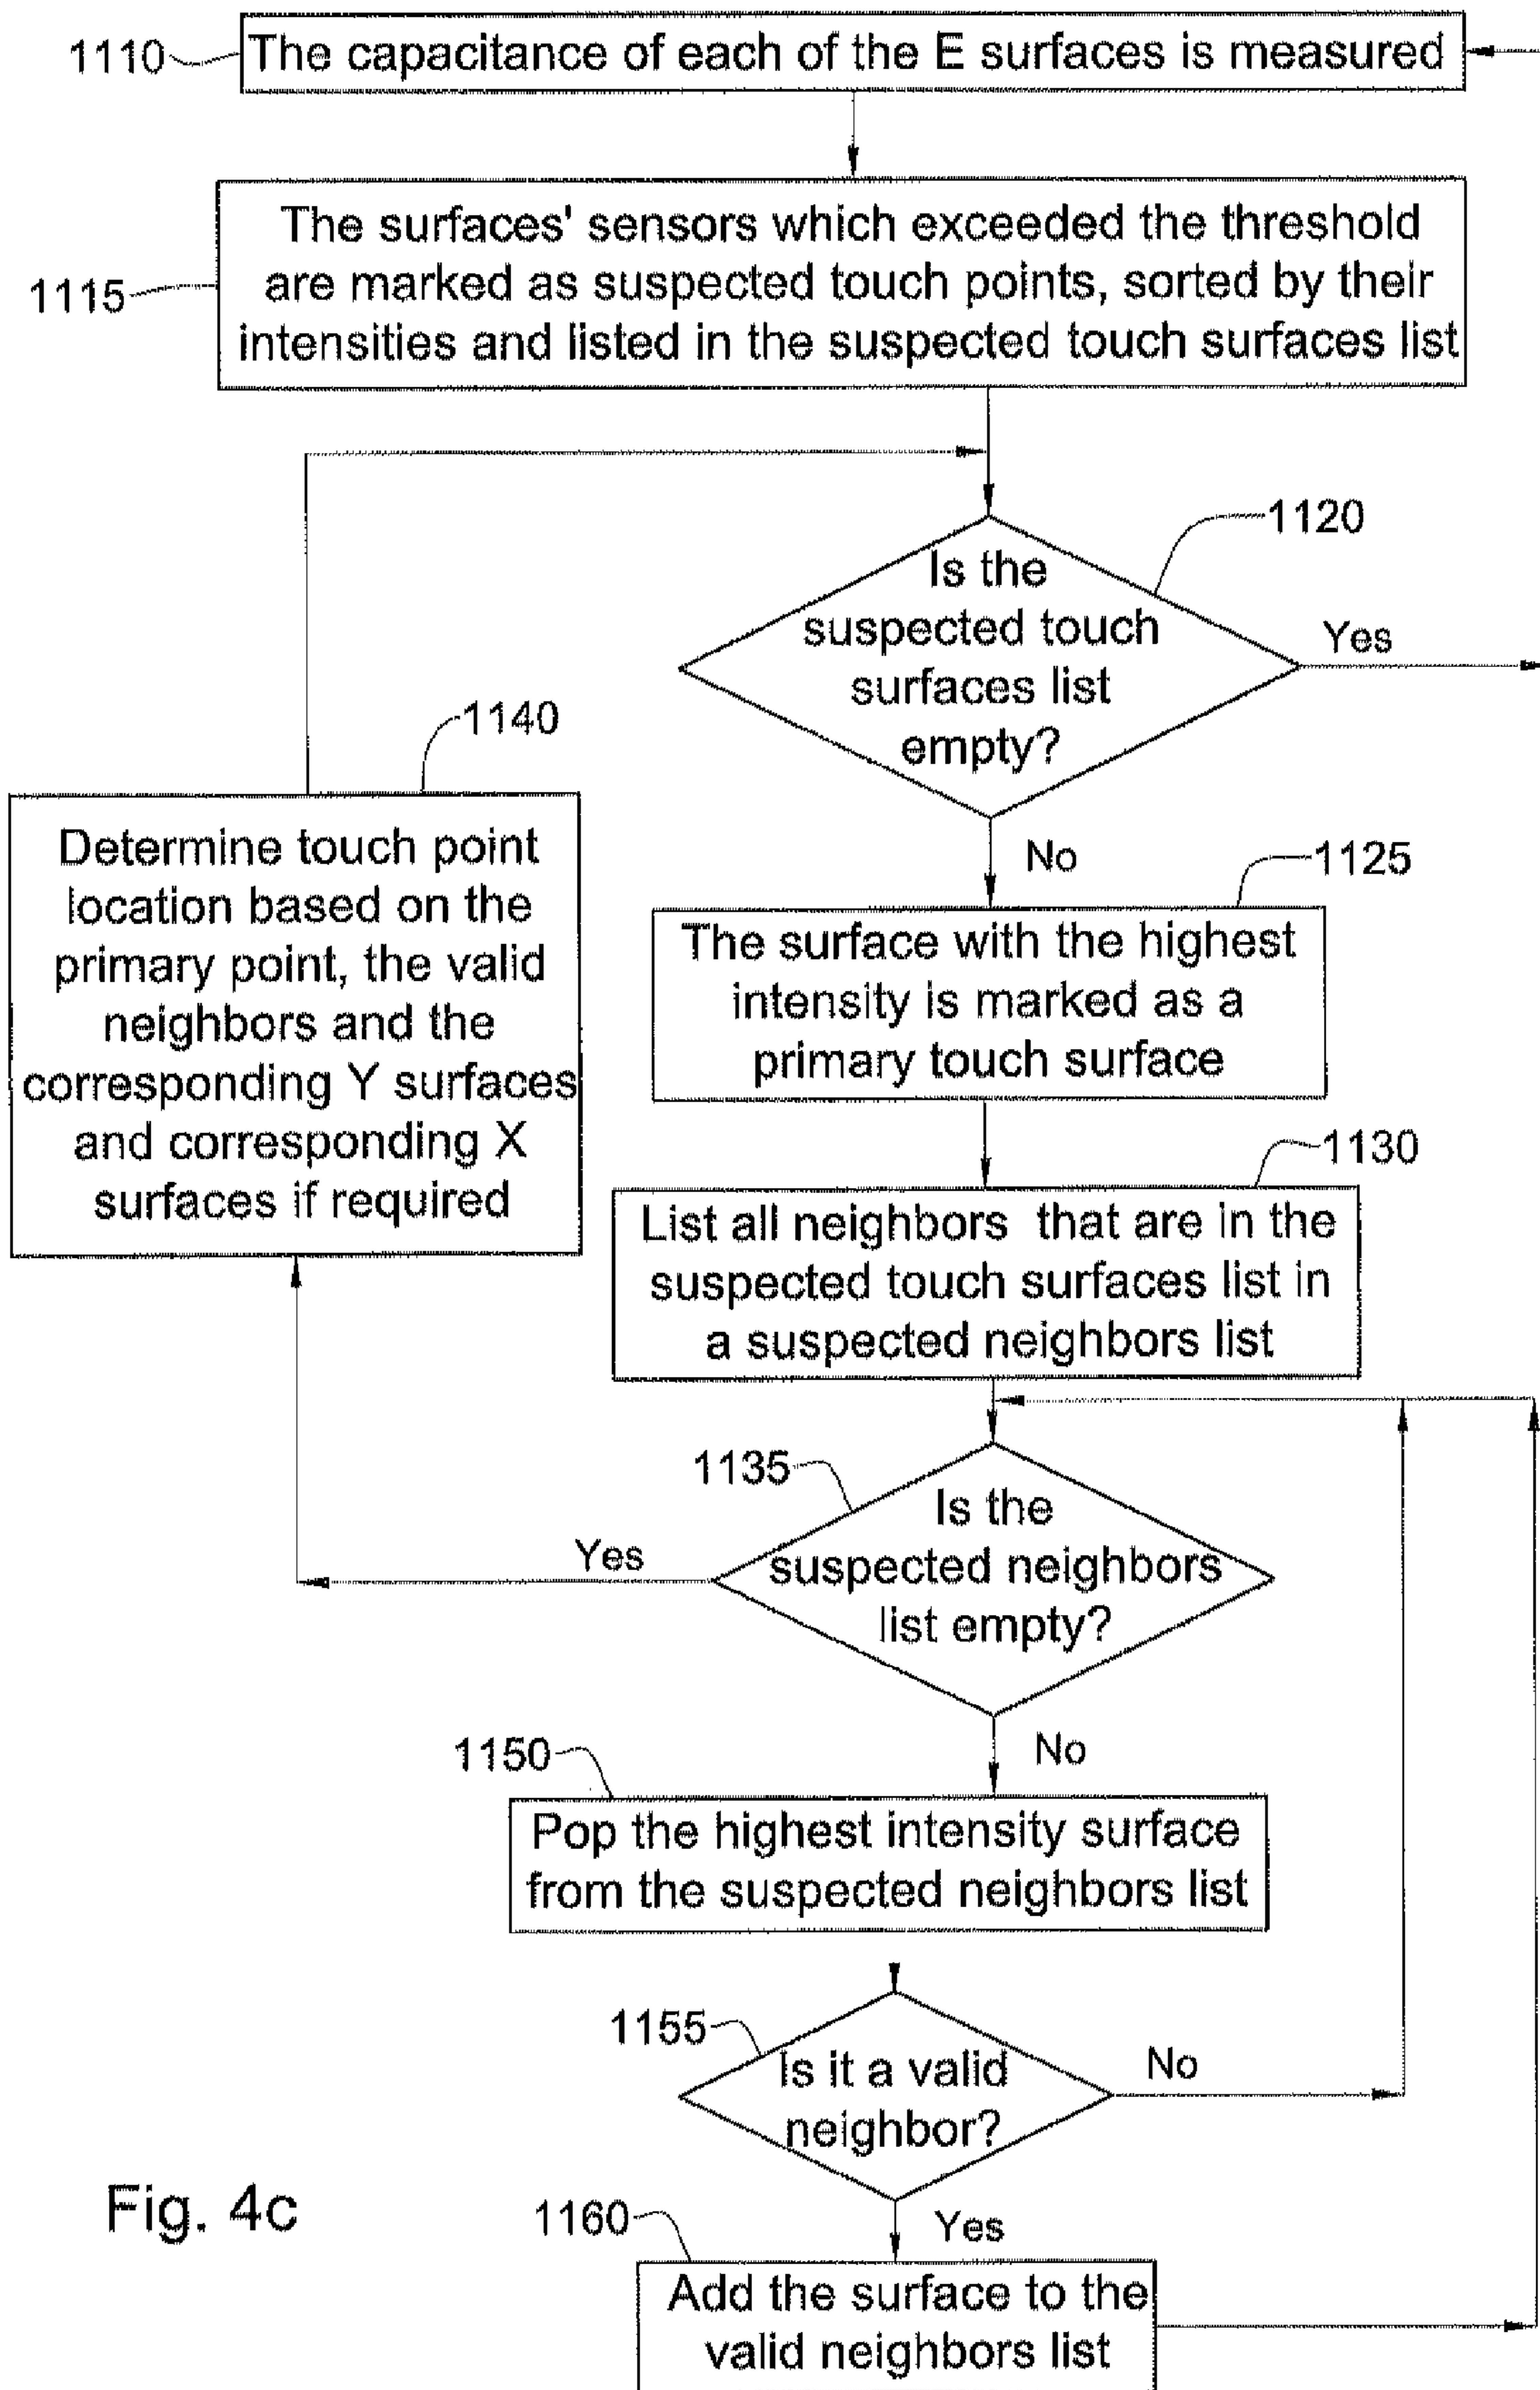 1110
The capacitance of each of the E surfaces is measured
1115
The surfaces' sensors which exceeded the threshold
are marked as suspected touch points, sorted by their
intensities and listed in the suspected touch surfaces list
1120
Is the
suspected touch
surfaces list
empty?
Yes
No
1140
Determine touch point
location based on the
primary point, the valid
neighbors and the
corresponding Y surfaces
and corresponding X
surfaces if required
1125
The surface with the highest
intensity is marked as a
primary touch surface
1130
List all neighbors that are in the
suspected touch surfaces list in
a suspected neighbors list
1135
Is the
suspected neighbors
list empty?
Yes
No
1150
Pop the highest intensity surface
from the suspected neighbors list
1155
Is it a valid
neighbor?
No
Yes
1160
Add the surface to the
valid neighbors list
Fig. 4c